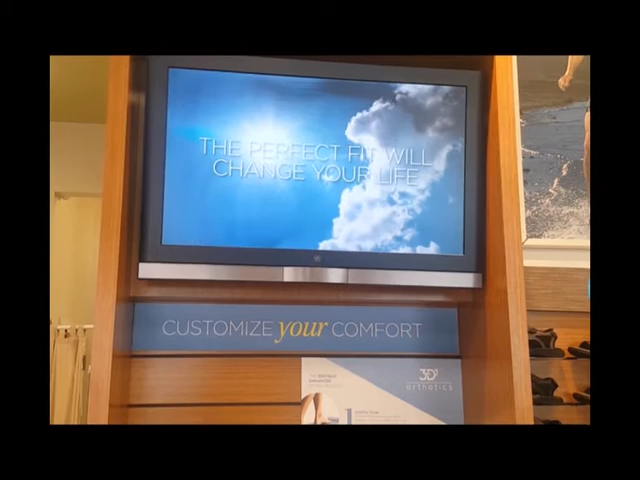 THE PERFECT FIT WILL
CHANGE YOUR LIFE
CUSTOMIZE your COMFORT
3D
orthotics